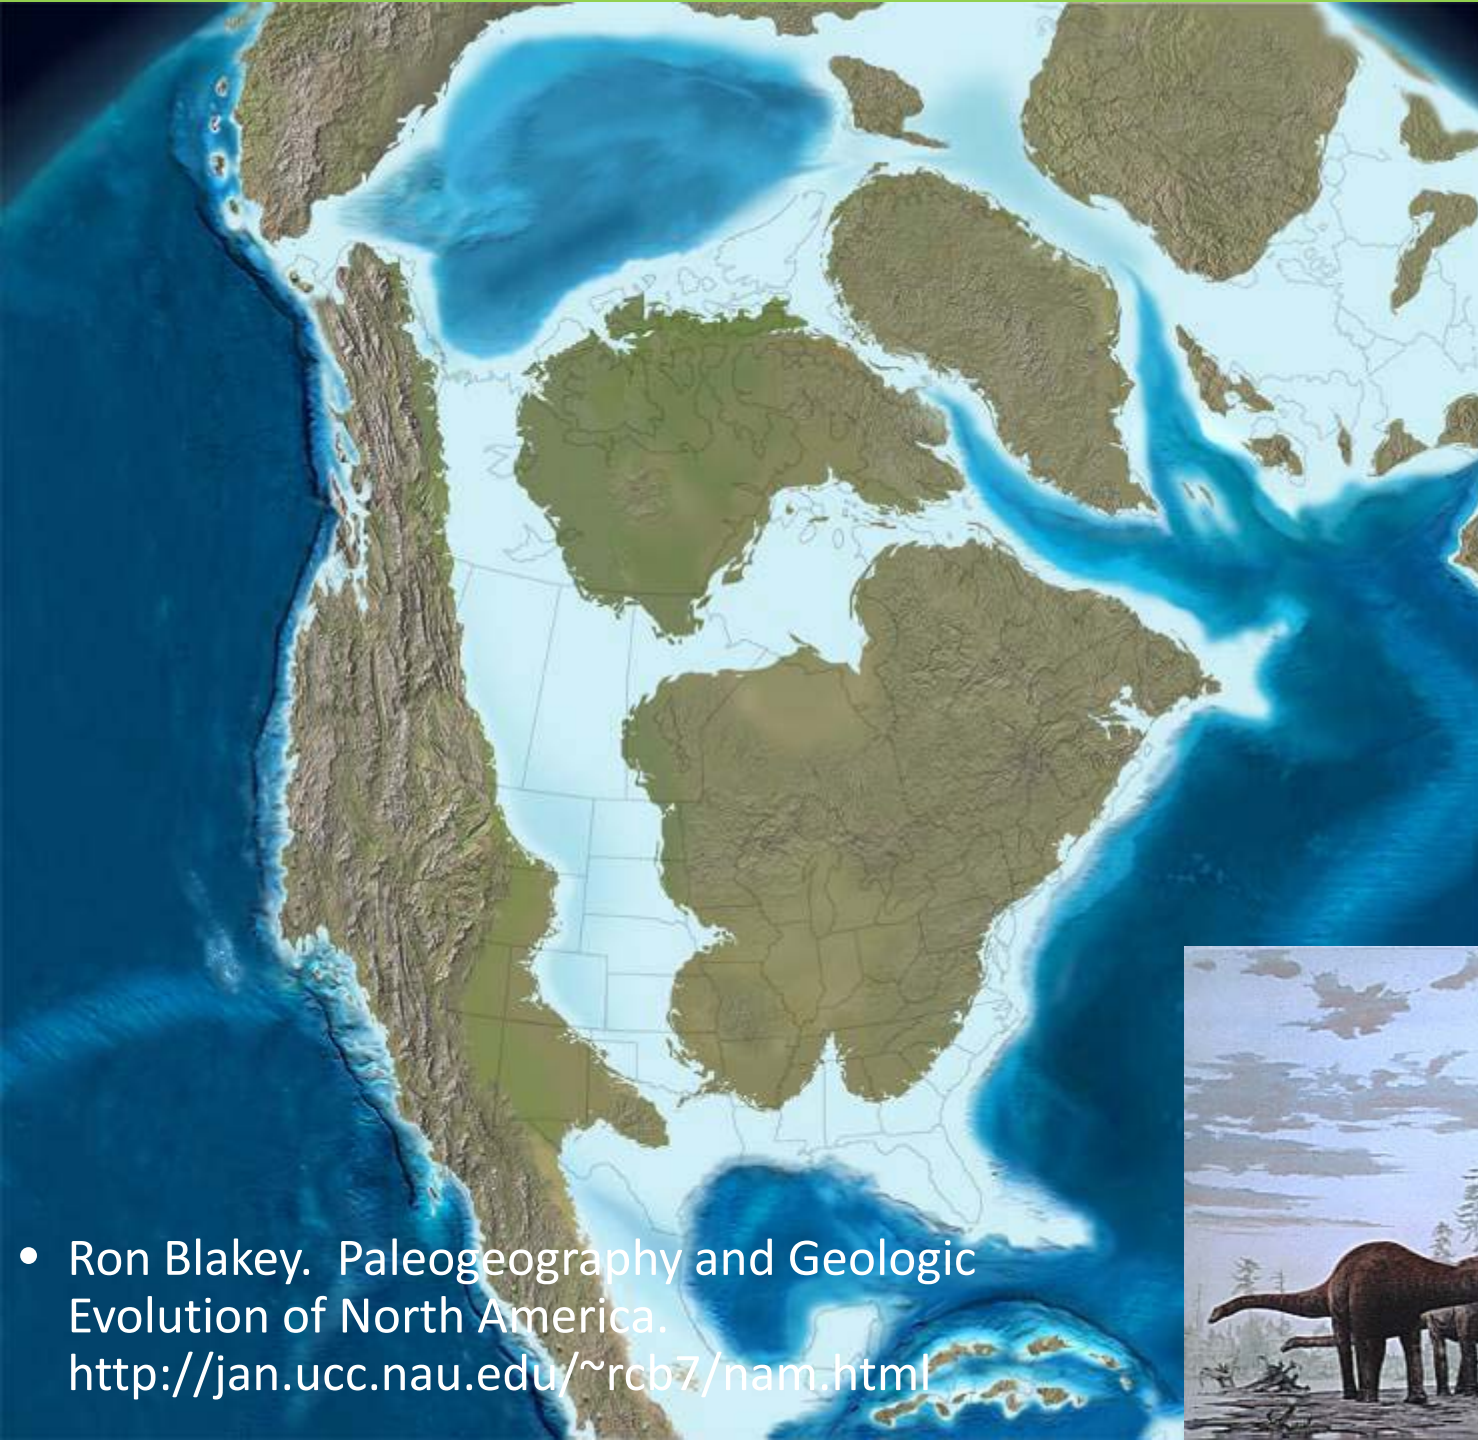 • Ron Blakey.  Paleogeography and Geologic
Evolution of North America.
http://jan.ucc.nau.edu/~rcb7/nam.html